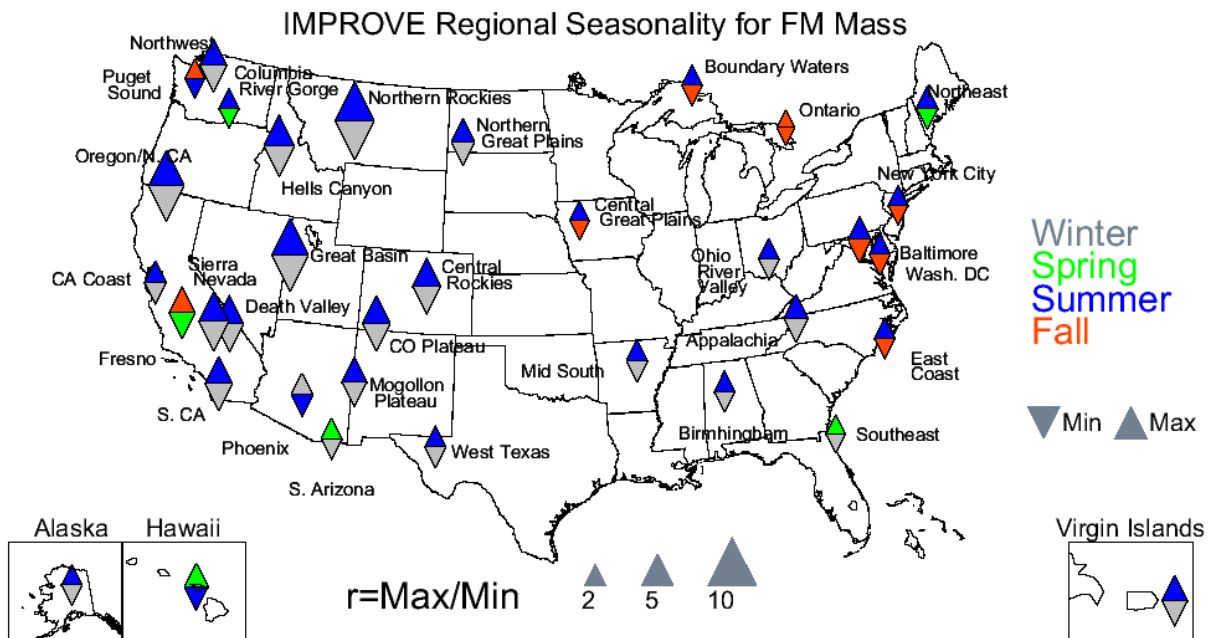 IMPROVE Regional Seasonality for FM Mass
Northwest
Puget
Sound
Columbia
River Gorge
Northern Rockies
Northern
Great Plains
Boundary Waters
Ontario
Northeast
Oregon/N. CA
Hells Canyon
New York City
Central
Great Plains
Great Basin
CA Coast
Sierra
Nevada
Central
Rockies
Ohio
River
Valley
Baltimore
Wash. DC
Death Valley
CO Plateau
Appalachia
Fresno
Mid South
East
Coast
S. CA
Mogollon
Plateau
Phoenix
West Texas
Birmhingham
Southeast
S. Arizona
Winter
Spring
Summer
Fall
Min
Max
Alaska
Hawaii
Virgin Islands
r=Max/Min
2
5
10